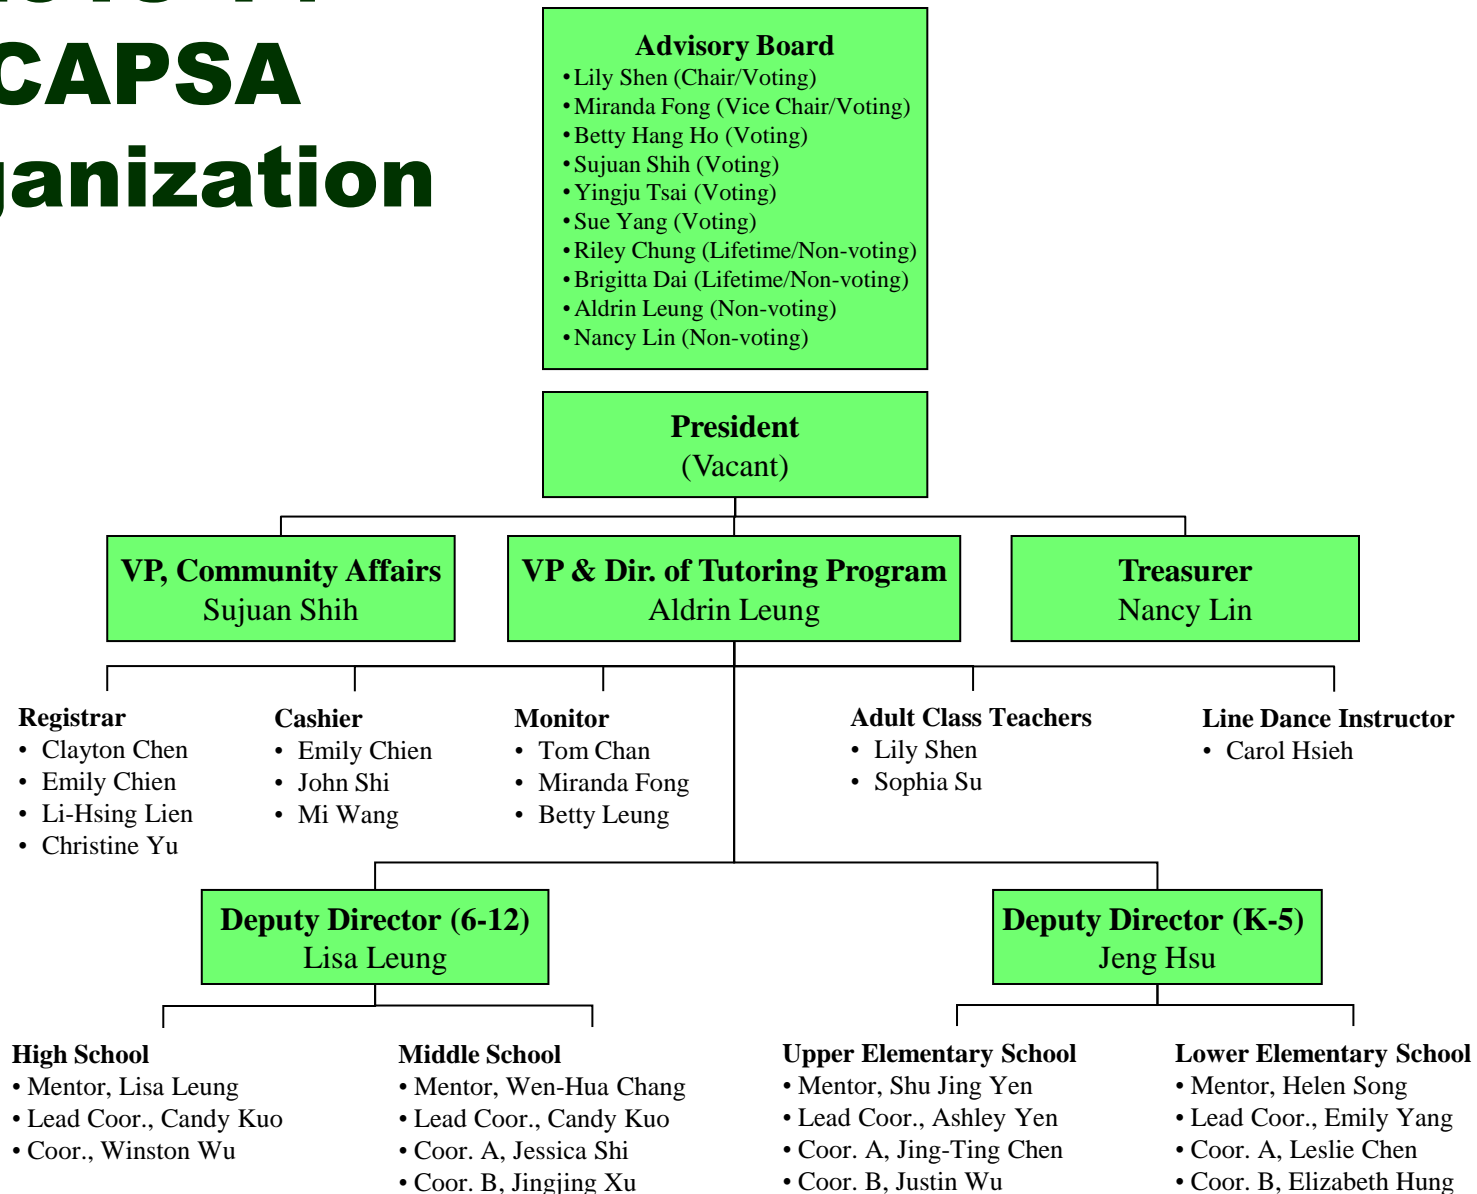 CAPSA
Advisory Board
• Lily Shen (Chair/Voting)
• Miranda Fong (Vice Chair/Voting)
• Betty Hang Ho (Voting)
• Sujuan Shih (Voting)
• Yingju Tsai (Voting)
• Sue Yang (Voting)
• Riley Chung (Lifetime/Non-voting)
• Brigitta Dai (Lifetime/Non-voting)
• Aldrin Leung (Non-voting)
• Nancy Lin (Non-voting)
President
(Vacant)
VP, Community Affairs
Sujuan Shih
VP & Dir. of Tutoring Program
Aldrin Leung
Treasurer
Nancy Lin
Registrar
• Clayton Chen
• Emily Chien
• Li-Hsing Lien
• Christine Yu
Cashier
• Emily Chien
• John Shi
• Mi Wang
Monitor
• Tom Chan
• Miranda Fong
• Betty Leung
Adult Class Teachers
• Lily Shen
• Sophia Su
Line Dance Instructor
• Carol Hsieh
Deputy Director (6-12)
Lisa Leung
Deputy Director (K-5)
Jeng Hsu
High School
• Mentor, Lisa Leung
• Lead Coor., Candy Kuo
• Coor., Winston Wu
Middle School
• Mentor, Wen-Hua Chang
• Lead Coor., Candy Kuo
• Coor. A, Jessica Shi
• Coor. B, Jingjing Xu
Upper Elementary School
• Mentor, Shu Jing Yen
• Lead Coor., Ashley Yen
• Coor. A, Jing-Ting Chen
• Coor. B, Justin Wu
Lower Elementary School
• Mentor, Helen Song
• Lead Coor., Emily Yang
• Coor. A, Leslie Chen
• Coor. B, Elizabeth Hung